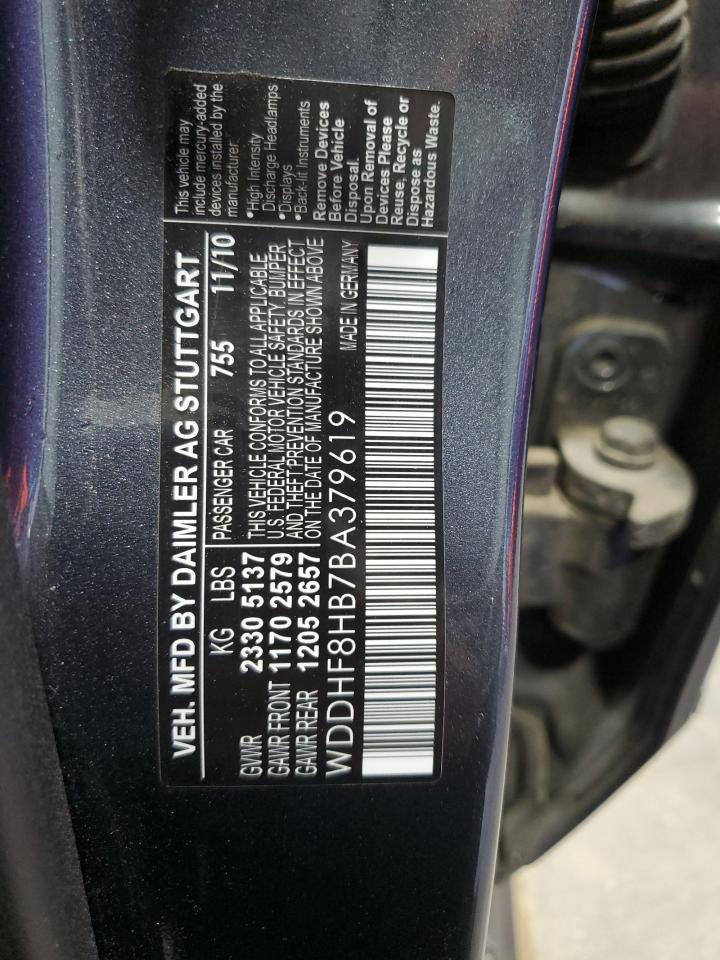 VEH. MFD BY DAIMLER AG STUTTGART
PASSENGER CAR 755 11/10
KG LBS
GVWR 2330 5137
GAWR FRONT 1170 2579
GAWR REAR 1205 2657
THIS VEHICLE CONFORMS TO ALL APPLICABLE
U.S. FEDERAL MOTOR VEHICLE SAFETY, BUMPER
AND THEFT PREVENTION STANDARDS IN EFFECT
ON THE DATE OF MANUFACTURE SHOWN ABOVE
WDDHF8HB7BA379619
MADE IN GERMANY
This vehicle may
include mercury-added
devices installed by the
manufacturer:
•High Intensity
Discharge Headlamps
•Displays
•Back-lit Instruments
Remove Devices
Before Vehicle
Disposal.
Upon Removal of
Devices Please
Reuse, Recycle or
Dispose as
Hazardous Waste.